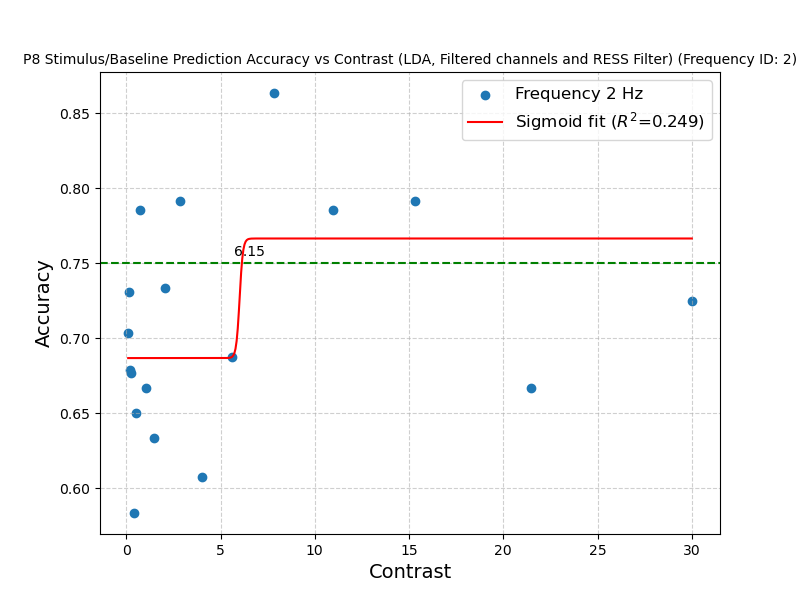 P8 Stimulus/Baseline Prediction Accuracy vs Contrast (LDA, Filtered channels and RESS Filter) (Frequency ID: 2)
Frequency 2 Hz
Sigmoid fit (R²=0.249)
0.85
0.80
0.75
0.70
0.65
0.60
6.15
Accuracy
0
5
10
15
20
25
30
Contrast